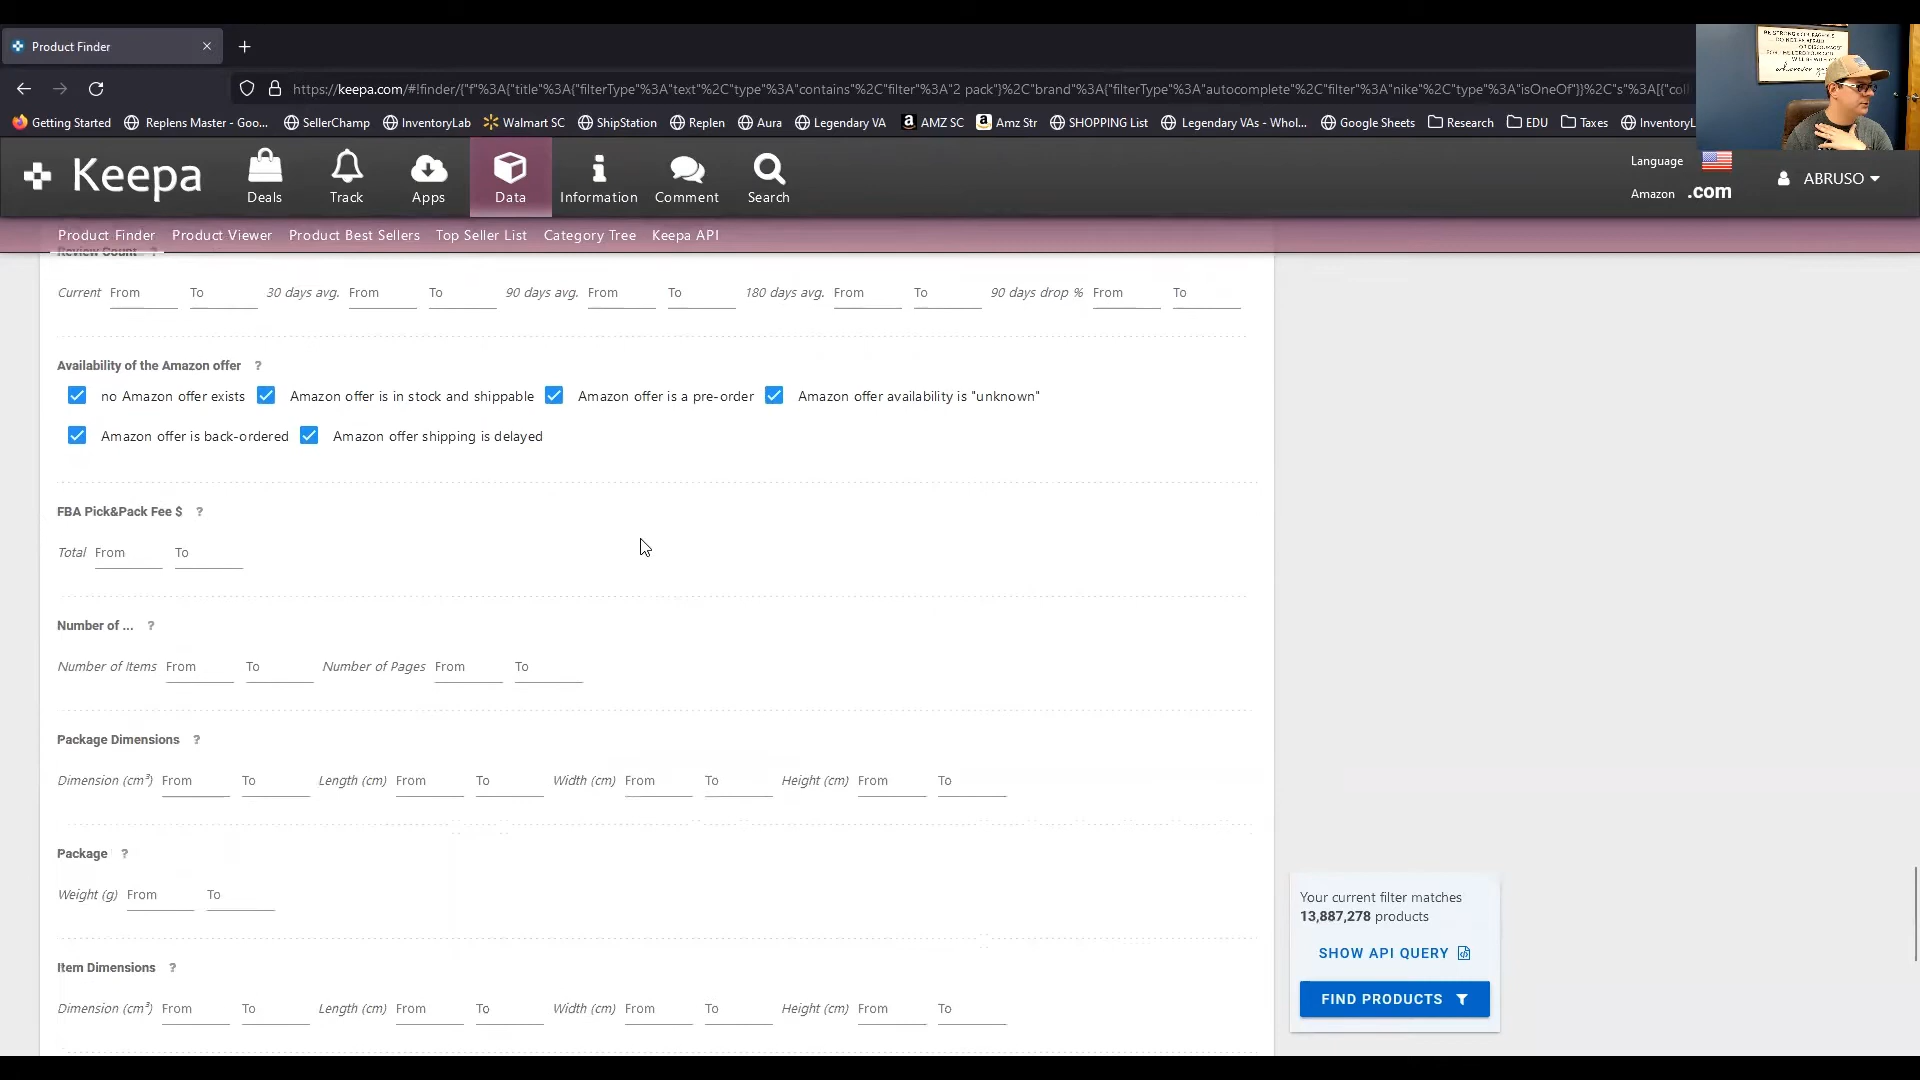 Product Finder
https://keepa.com/#!finder/{"f"%3A{"title"%3A{"filterType"%3A"text"%2C"type"%3A"contains"%2C"filter"%3A"2 pack"}%2C"brand"%3A{"filterType"%3A"autocomplete"%2C"filter"%3A"nike"%2C"type"%3A"isOneOf"}}%2C"s"%3A[{"col
Getting Started Replens Master - Goo... SellerChamp InventoryLab Walmart SC ShipStation Replen Aura Legendary VA AMZ SC Amz Str SHOPPING List Legendary VAs - Whol... Google Sheets Research EDU Taxes InventoryL
Keepa Deals Track Apps Data Information Comment Search
Language
Amazon .com
ABRUSO
Product Finder Product Viewer Product Best Sellers Top Seller List Category Tree Keepa API
Review Count ?
Current From To 30 days avg. From To 90 days avg. From To 180 days avg. From To 90 days drop % From To
Availability of the Amazon offer ?
no Amazon offer exists Amazon offer is in stock and shippable Amazon offer is a pre-order Amazon offer availability is "unknown"
Amazon offer is back-ordered Amazon offer shipping is delayed
FBA Pick&Pack Fee $ ?
Total From To
Number of ... ?
Number of Items From To Number of Pages From To
Package Dimensions ?
Dimension (cm³) From To Length (cm) From To Width (cm) From To Height (cm) From To
Package ?
Weight (g) From To
Item Dimensions ?
Dimension (cm³) From To Length (cm) From To Width (cm) From To Height (cm) From To
Your current filter matches
13,887,278 products
SHOW API QUERY
FIND PRODUCTS